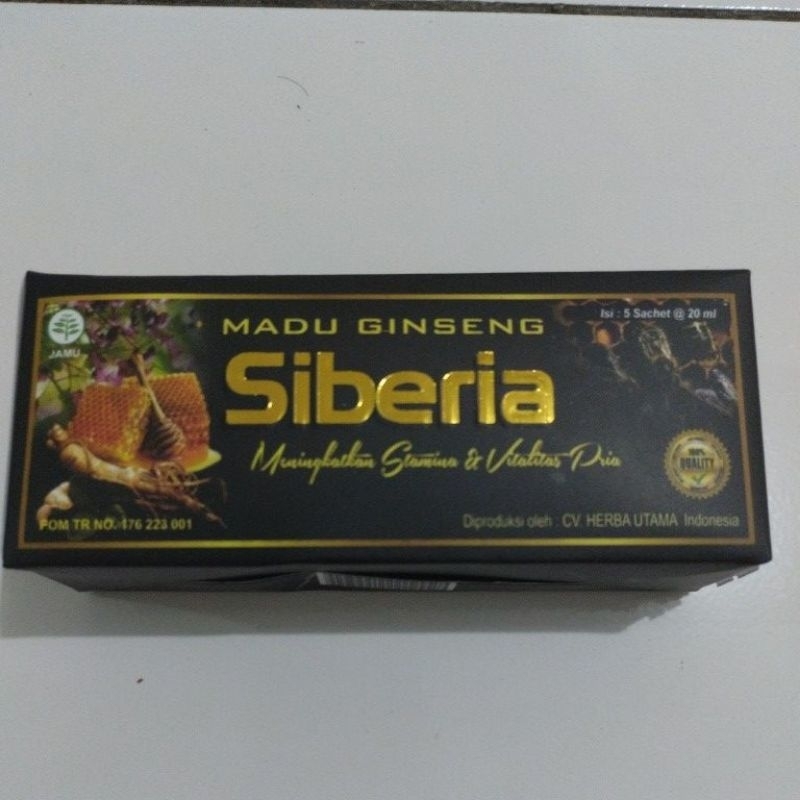 Isi : 5 Sachet @ 20 ml
JAMU
MADU GINSENG
Siberia
Meningkatkan Stamina & Vitalitas Pria
100%
QUALITY
POM TR NO. 176 223 001
Diproduksi oleh : CV. HERBA UTAMA Indonesia